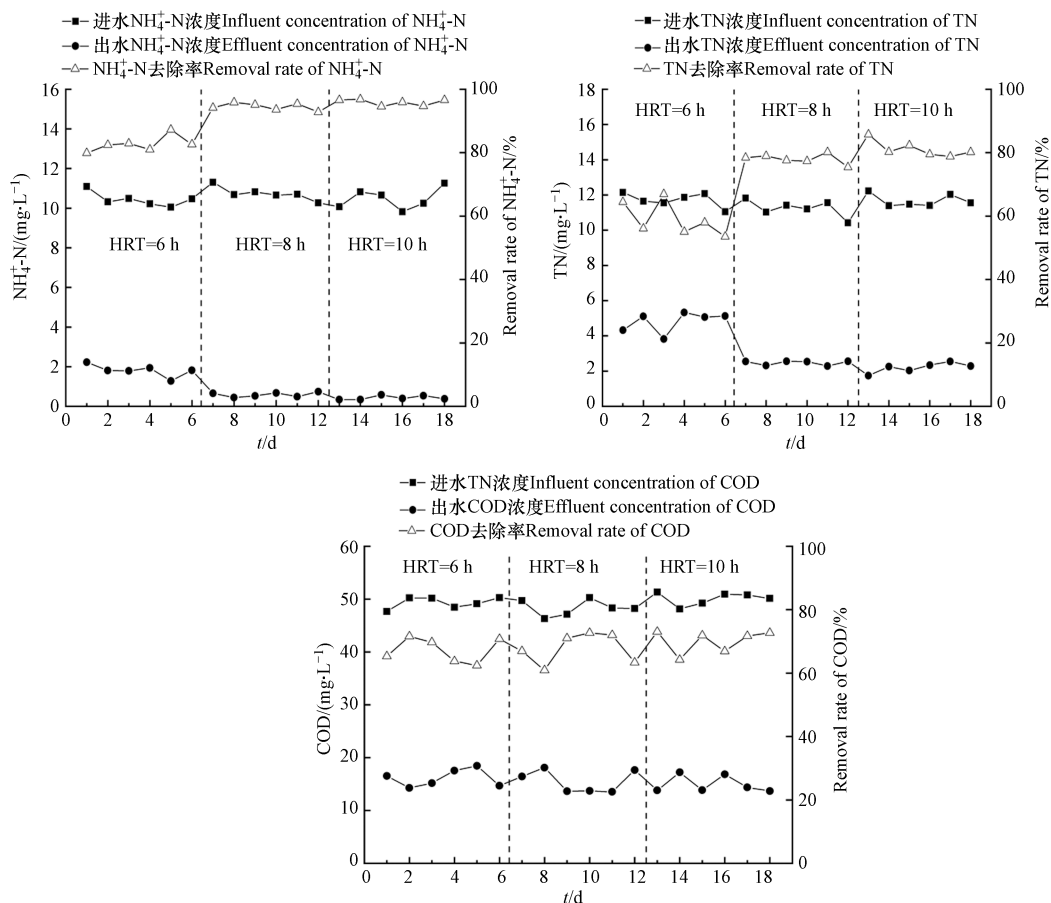 进水NH₄⁺-N浓度Influent concentration of NH₄⁺-N
出水NH₄⁺-N浓度Effluent concentration of NH₄⁺-N
NH₄⁺-N去除率Removal rate of NH₄⁺-N
16
14
12
10
8
6
4
2
0
NH₄⁺-N/(mg·L⁻¹)
HRT=6 h
HRT=8 h
HRT=10 h
100
80
60
40
20
0
Removal rate of NH₄⁺-N/%
0 2 4 6 8 10 12 14 16 18
t/d
进水TN浓度Influent concentration of TN
出水TN浓度Effluent concentration of TN
TN去除率Removal rate of TN
18
16
14
12
10
8
6
4
2
0
TN/(mg·L⁻¹)
HRT=6 h
HRT=8 h
HRT=10 h
100
80
60
40
20
0
Removal rate of TN/%
0 2 4 6 8 10 12 14 16 18
t/d
进水TN浓度Influent concentration of COD
出水COD浓度Effluent concentration of COD
COD去除率Removal rate of COD
60
50
40
30
20
10
0
COD/(mg·L⁻¹)
HRT=6 h
HRT=8 h
HRT=10 h
100
80
60
40
20
0
Removal rate of COD/%
0 2 4 6 8 10 12 14 16 18
t/d